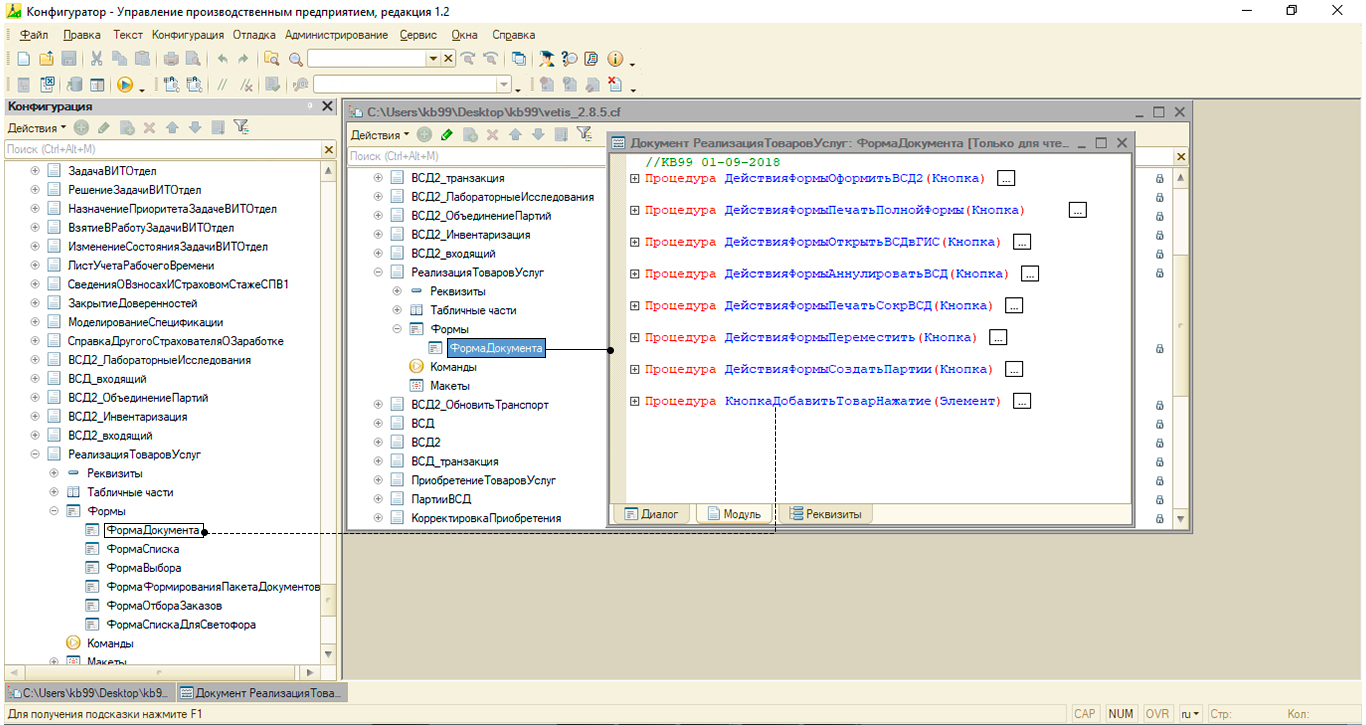 Конфигуратор - Управление производственным предприятием, редакция 1.2
Файл Правка Текст Конфигурация Отладка Администрирование Сервис Окна Справка
Конфигурация
Действия
Поиск (Ctrl+Alt+M)
ЗадачаВИТОтдел
РешениеЗадачиВИТОтдел
НазначениеПриоритетаЗадачеВИТОтдел
ВзятиеВРаботуЗадачиВИТОтдел
ИзменениеСостоянияЗадачиВИТОтдел
ЛистУчетаРабочегоВремени
СведенияОВзносахИСтраховомСтажеСПВ1
ЗакрытиеДоверенностей
МоделированиеСпецификации
СправкаДругогоСтрахователяОЗаработке
ВСД2_ЛабораторныеИсследования
ВСД_входящий
ВСД2_ОбъединениеПартий
ВСД2_Инвентаризация
ВСД2_входящий
РеализацияТоваровУслуг
Реквизиты
Табличные части
Формы
ФормаДокумента
ФормаСписка
ФормаВыбора
ФормаФормированияПакетаДокументов
ФормаОтбораЗаказов
ФормаСпискаДляСветофора
Команды
Макеты
C:\Users\kb99\Desktop\kb99\vetis_2.8.5.cf
Действия
Поиск (Ctrl+Alt+M)
ВСД2_транзакция
ВСД2_ЛабораторныеИсследования
ВСД2_ОбъединениеПартий
ВСД2_Инвентаризация
ВСД2_входящий
РеализацияТоваровУслуг
Реквизиты
Табличные части
Формы
ФормаДокумента
Команды
Макеты
ВСД2_ОбновитьТранспорт
ВСД
ВСД2
ВСД_транзакция
ПриобретениеТоваровУслуг
ПартииВСД
КорректировкаПриобретения
Документ РеализацияТоваровУслуг: ФормаДокумента [Только для чте...
//КВ99 01-09-2018
Процедура ДействияФормыОформитьВСД2(Кнопка) ...
Процедура ДействияФормыПечатьПолнойФормы(Кнопка) ...
Процедура ДействияФормыОткрытьВСДвГИС(Кнопка) ...
Процедура ДействияФормыАннулироватьВСД(Кнопка) ...
Процедура ДействияФормыПечатьСокрВСД(Кнопка) ...
Процедура ДействияФормыПереместить(Кнопка) ...
Процедура ДействияФормыСоздатьПартии(Кнопка) ...
Процедура КнопкаДобавитьТоварНажатие(Элемент) ...
Диалог Модуль Реквизиты
C:\Users\kb99\Desktop\kb9... Документ РеализацияТова...
Для получения подсказки нажмите F1 CAP NUM OVR ru Стр: Кол: